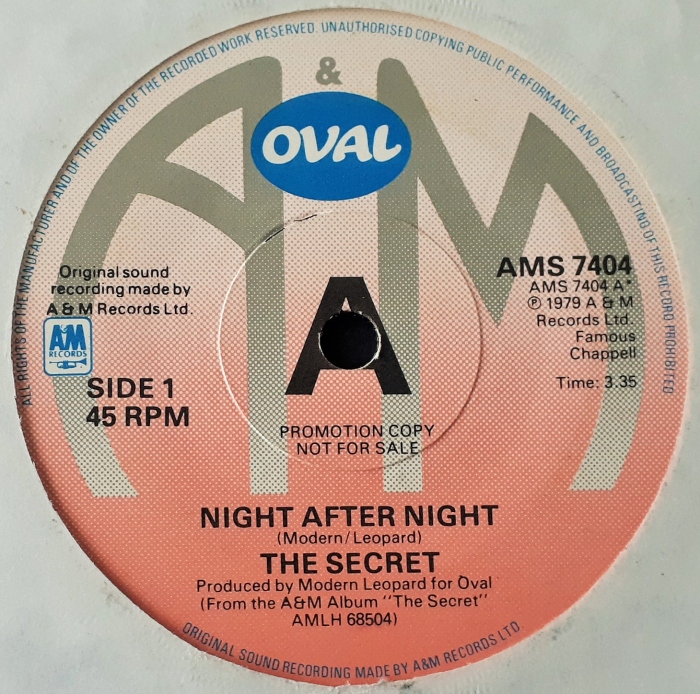 ALL RIGHTS OF THE MANUFACTURER AND OF THE OWNER OF THE RECORDED WORK RESERVED. UNAUTHORISED COPYING PUBLIC PERFORMANCE AND BROADCASTING OF THIS RECORD PROHIBITED
A & M
OVAL
Original sound
recording made by
A & M Records Ltd.
AM
RECORDS
SIDE 1
45 RPM
A
AMS 7404
AMS 7404 A*
℗ 1979 A & M
Records Ltd.
Famous
Chappell
Time: 3.35
PROMOTION COPY
NOT FOR SALE
NIGHT AFTER NIGHT
(Modern/Leopard)
THE SECRET
Produced by Modern Leopard for Oval
(From the A&M Album "The Secret"
AMLH 68504)
ORIGINAL SOUND RECORDING MADE BY A&M RECORDS LTD.